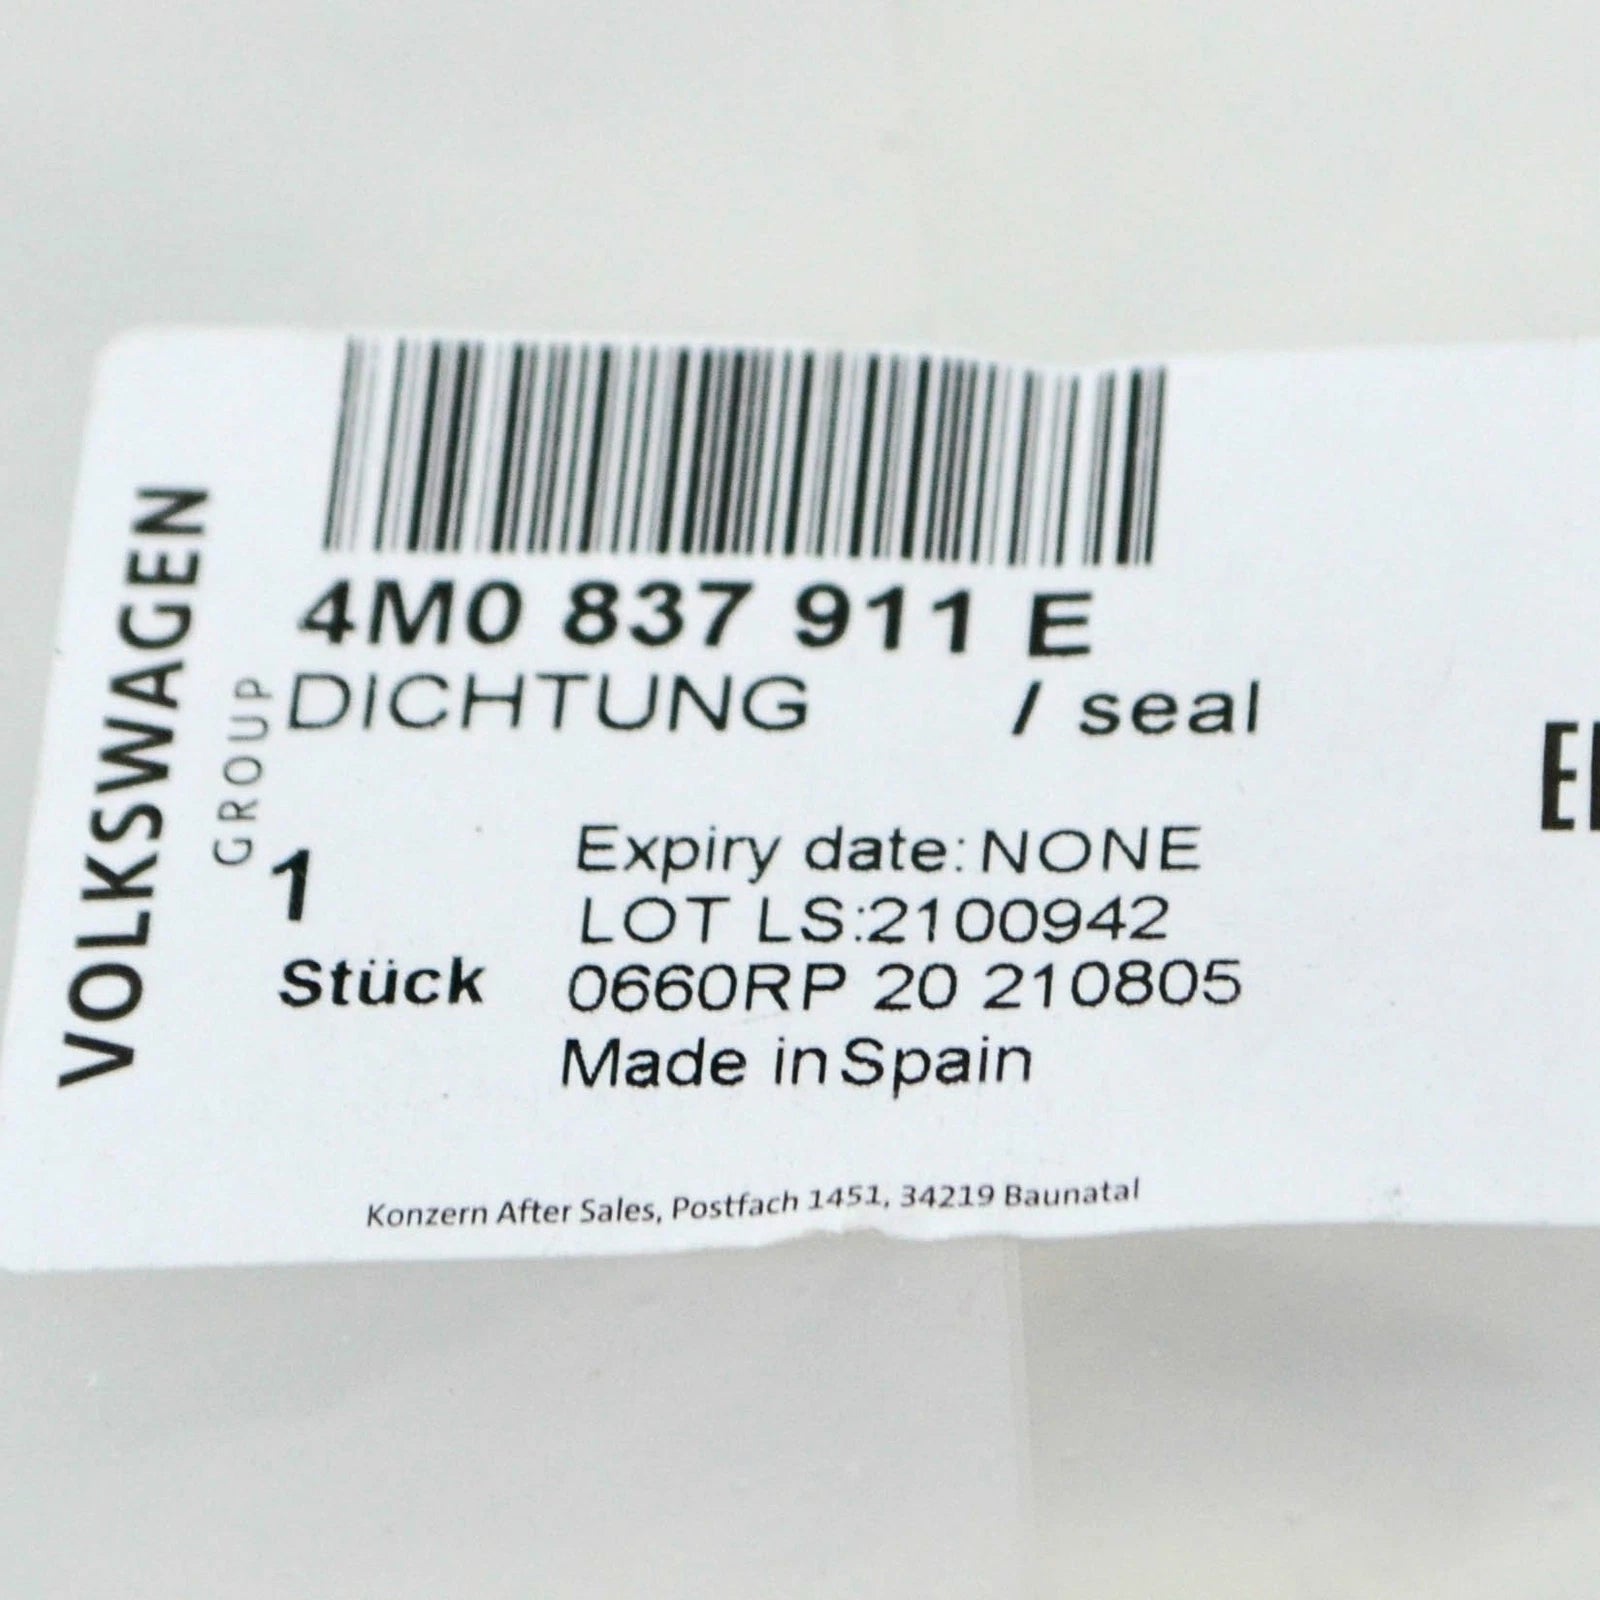 VOLKSWAGEN
GROUP
4M0 837 911 E
DICHTUNG / seal
1
Stück
Expiry date: NONE
LOT LS:2100942
0660RP 20 210805
Made in Spain
Konzern After Sales, Postfach 1451, 34219 Baunatal